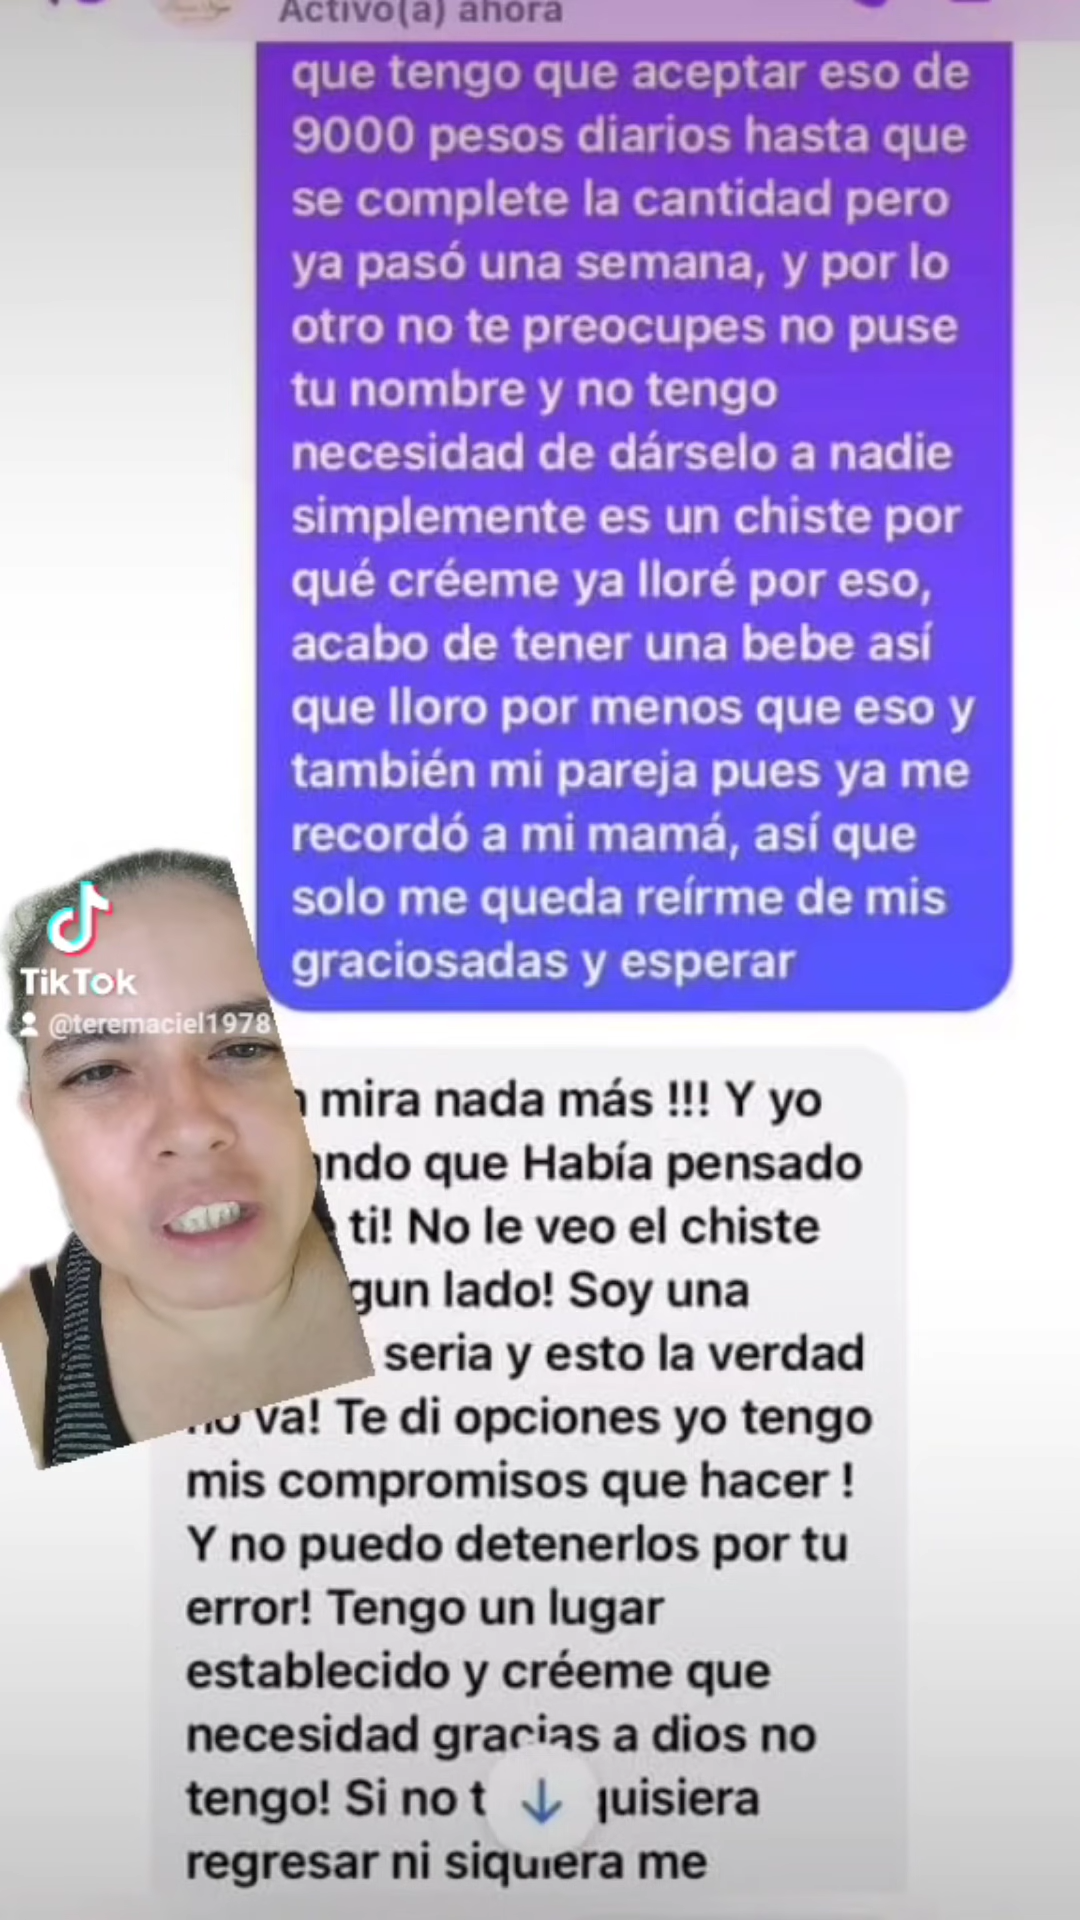 Activo(a) ahora
que tengo que aceptar eso de
9000 pesos diarios hasta que
se complete la cantidad pero
ya pasó una semana, y por lo
otro no te preocupes no puse
tu nombre y no tengo
necesidad de dárselo a nadie
simplemente es un chiste por
qué créeme ya lloré por eso,
acabo de tener una bebe así
que lloro por menos que eso y
también mi pareja pues ya me
recordó a mi mamá, así que
solo me queda reírme de mis
graciosadas y esperar
TikTok
@teremaciel1978
mira nada más !!! Y yo
ndo que Había pensado
ti! No le veo el chiste
gun lado! Soy una
seria y esto la verdad
no va! Te di opciones yo tengo
mis compromisos que hacer !
Y no puedo detenerlos por tu
error! Tengo un lugar
establecido y créeme que
necesidad gracias a dios no
tengo! Si no t quisiera
regresar ni siquiera me